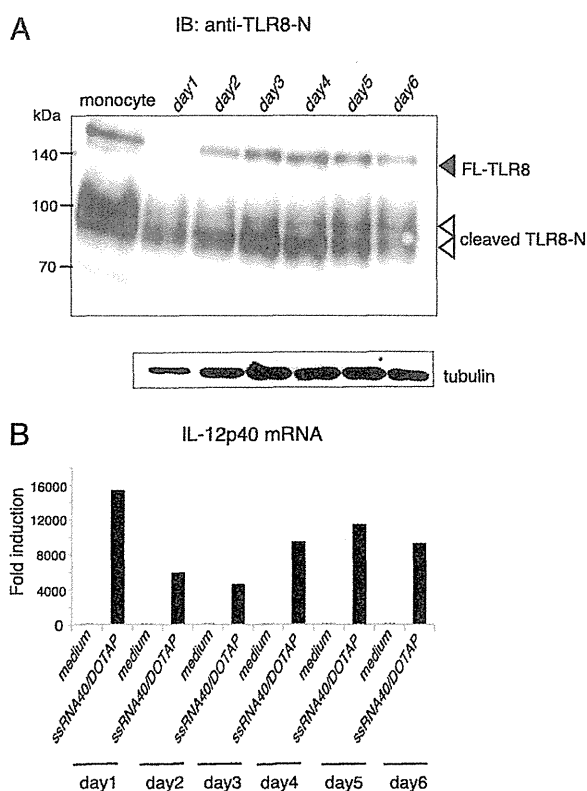 A
IB: anti-TLR8-N
monocyte day1 day2 day3 day4 day5 day6
kDa
140
FL-TLR8
100
cleaved TLR8-N
70
tubulin
B
IL-12p40 mRNA
Fold induction
16000
12000
8000
4000
0
medium ssRNA40/DOTAP medium ssRNA40/DOTAP medium ssRNA40/DOTAP medium ssRNA40/DOTAP medium ssRNA40/DOTAP medium ssRNA40/DOTAP
day1 day2 day3 day4 day5 day6